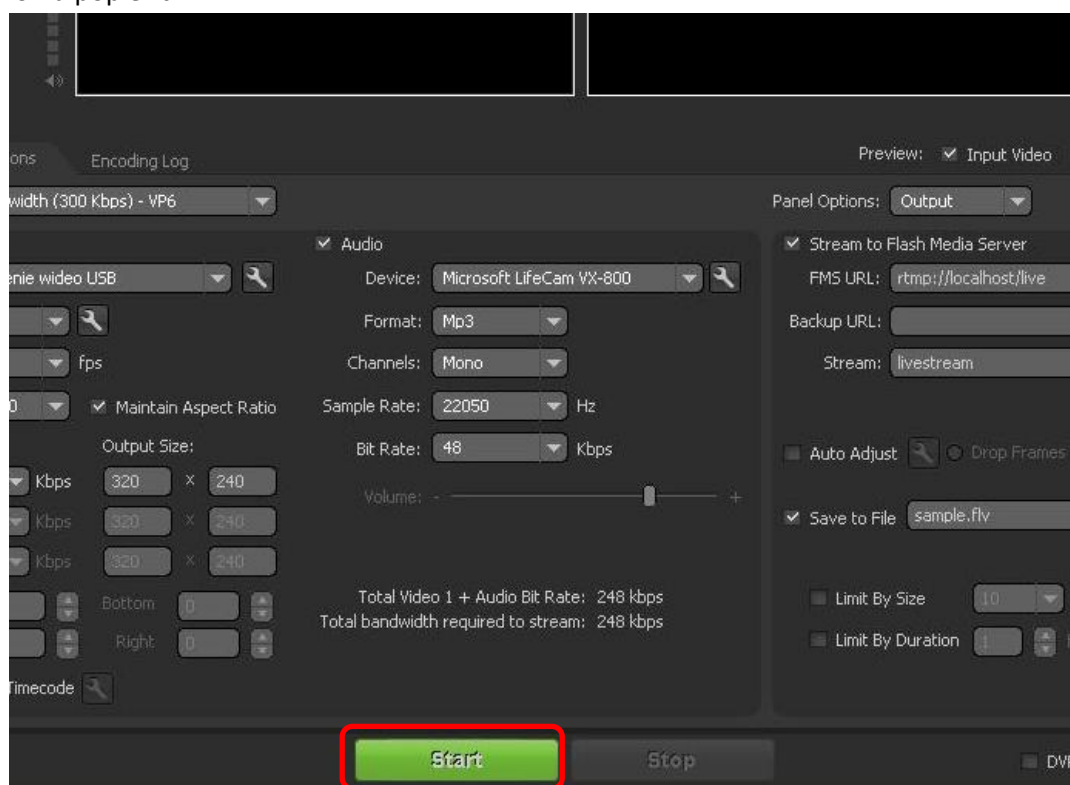 ons
Encoding Log
Preview:
Input Video
width (300 Kbps) - VP6
Panel Options:
Output
enie wideo USB
fps
0
Maintain Aspect Ratio
Output Size:
Kbps
320 x 240
Kbps
320 x 240
Kbps
320 x 240
Bottom 0
Right 0
Timecode
Audio
Device: Microsoft LifeCam VX-800
Format: Mp3
Channels: Mono
Sample Rate: 22050 Hz
Bit Rate: 48 Kbps
Volume: - +
Total Video 1 + Audio Bit Rate: 248 kbps
Total bandwidth required to stream: 248 kbps
Stream to Flash Media Server
FMS URL: rtmp://localhost/live
Backup URL:
Stream: livestream
Auto Adjust
Drop Frames
Save to File sample.flv
Limit By Size 10
Limit By Duration 1
Start
Stop